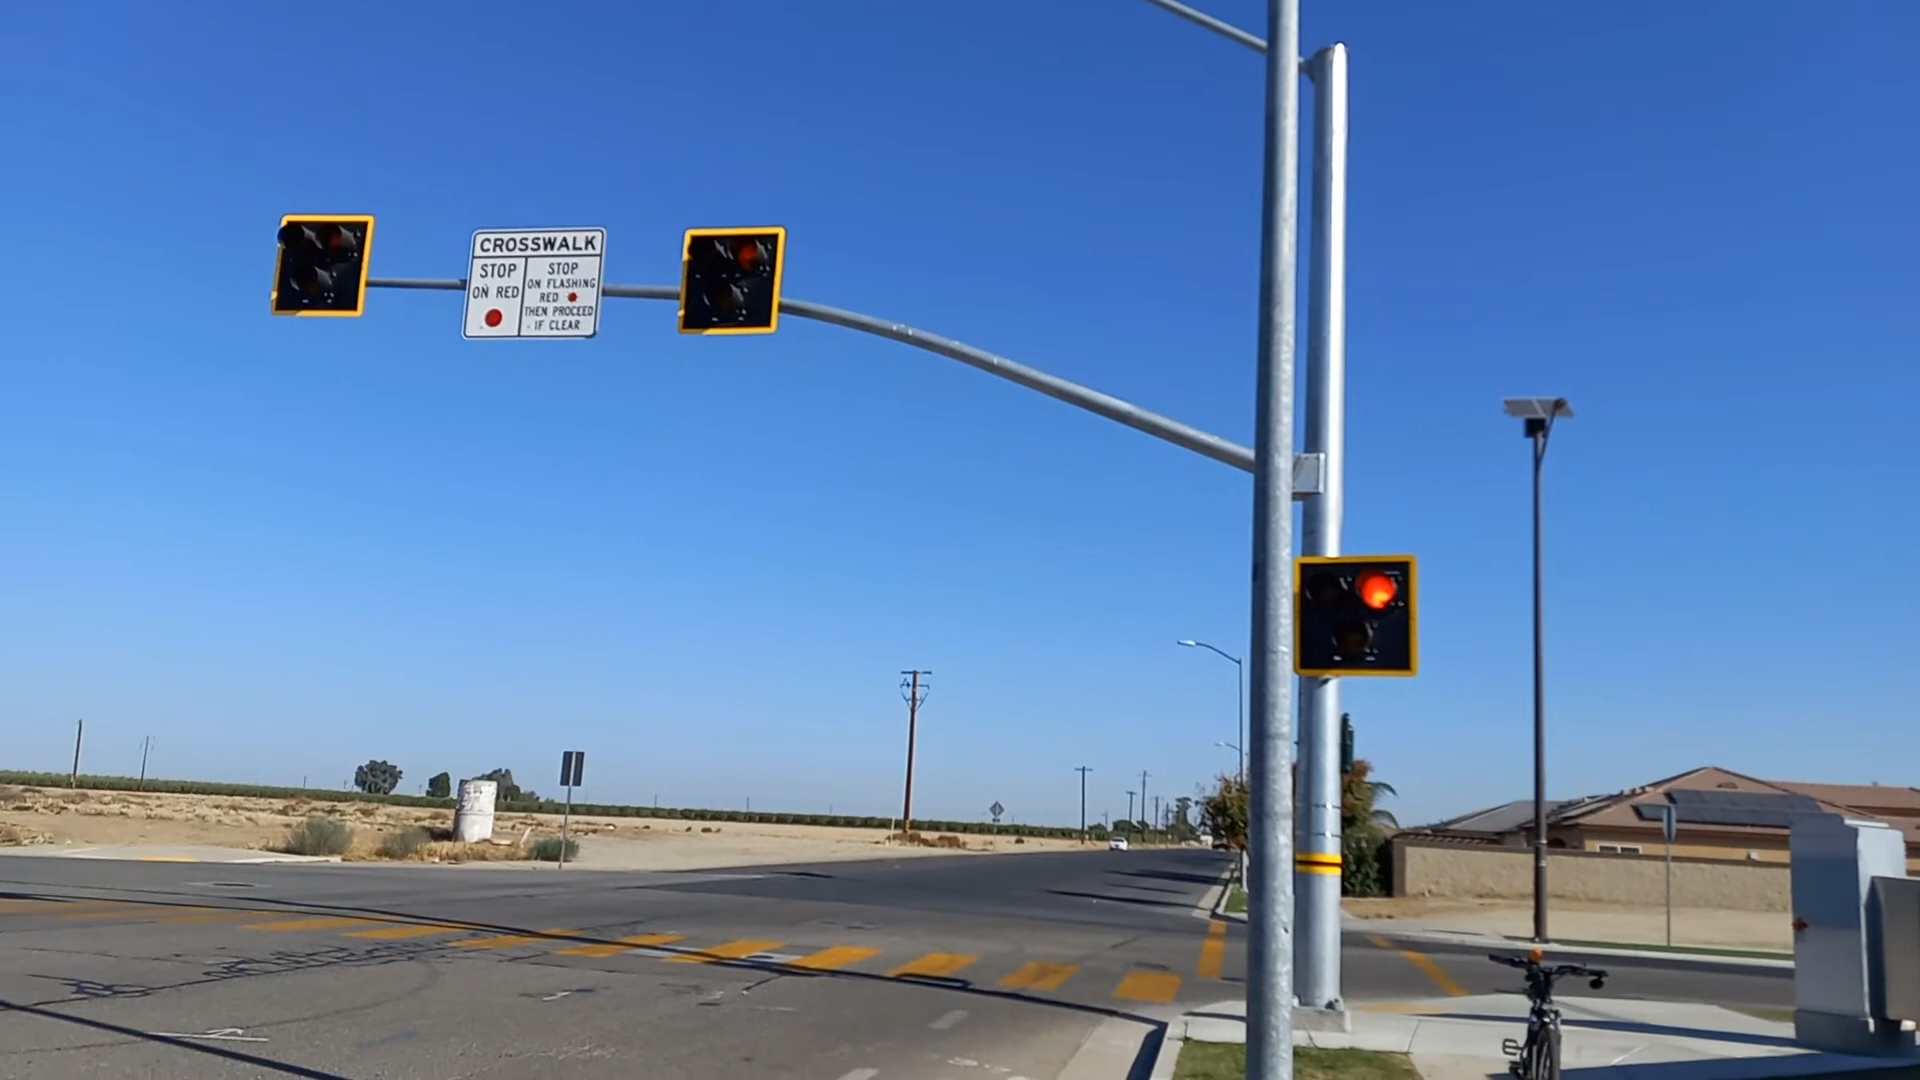 CROSSWALK
STOP
ON RED
STOP
ON FLASHING
RED
THEN PROCEED
IF CLEAR